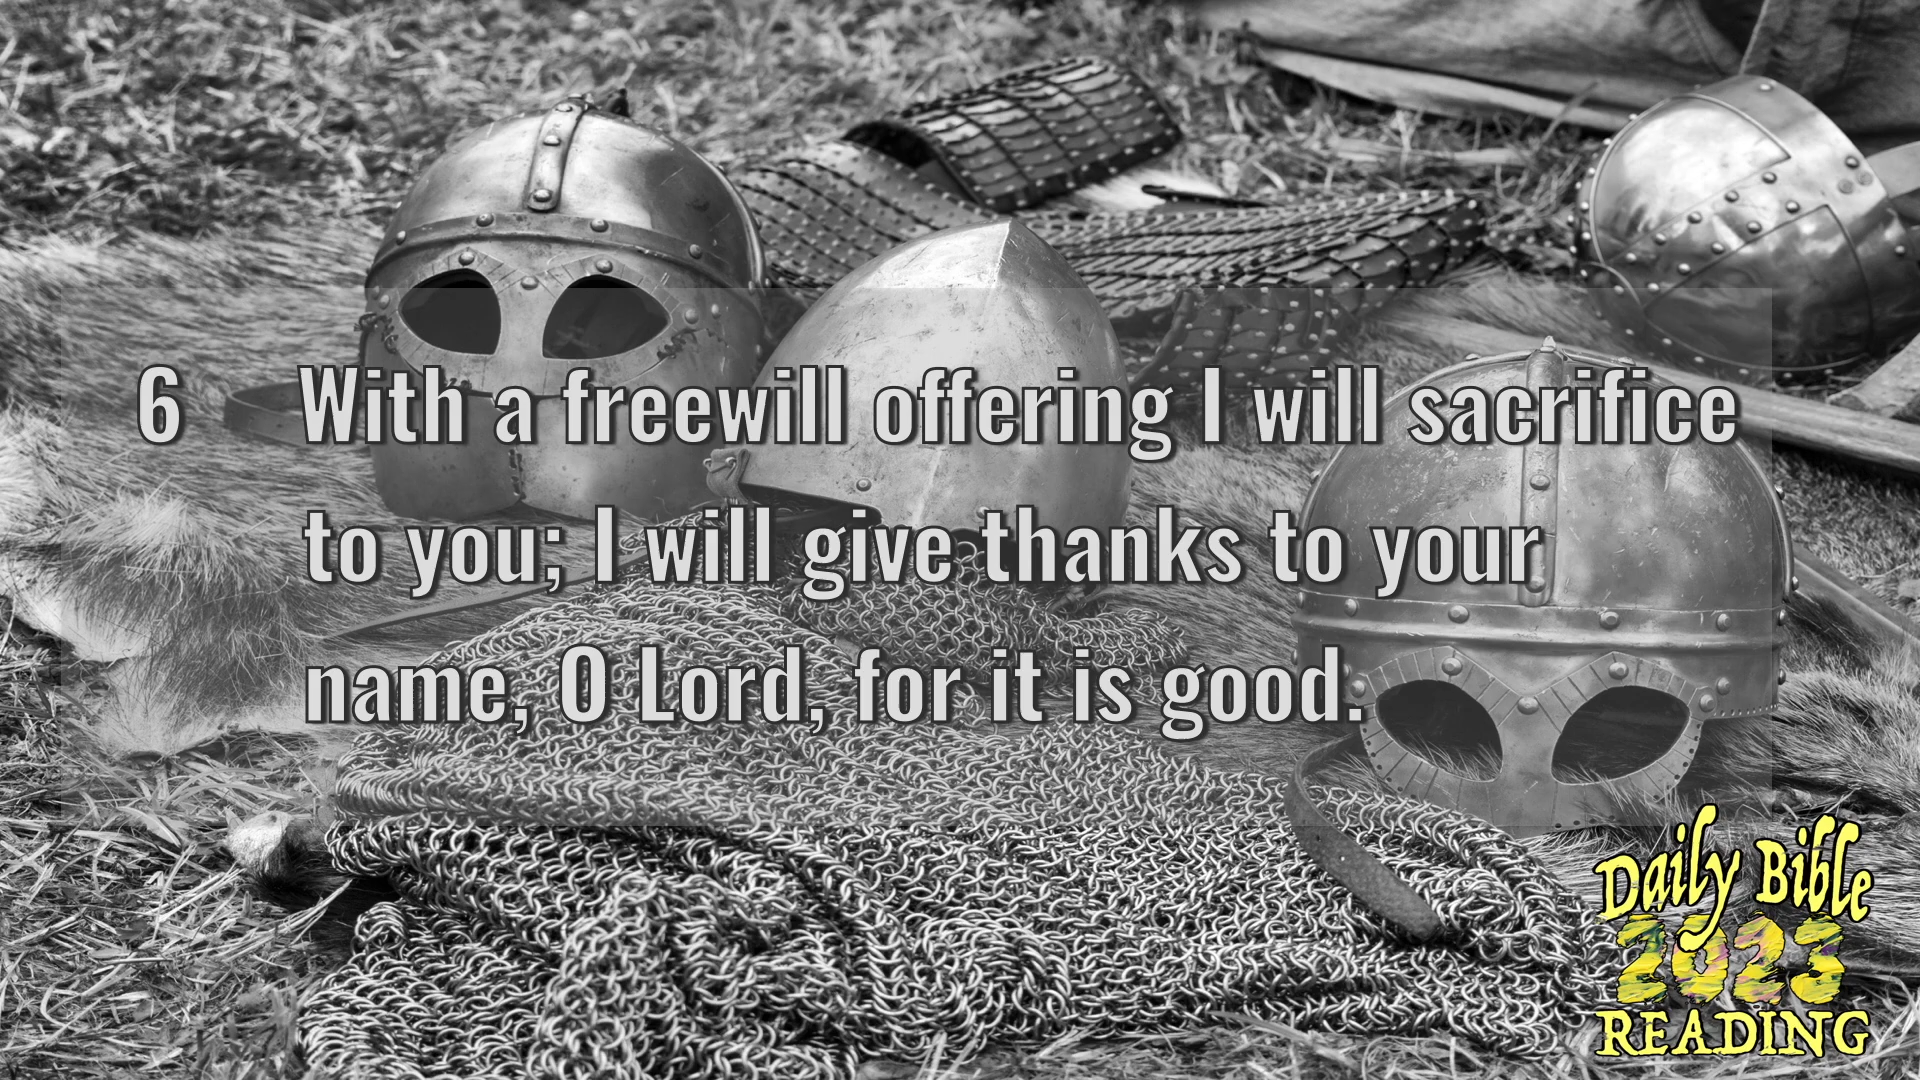 6 With a freewill offering I will sacrifice
to you; I will give thanks to your
name, O Lord, for it is good.
Daily Bible
2023
READING